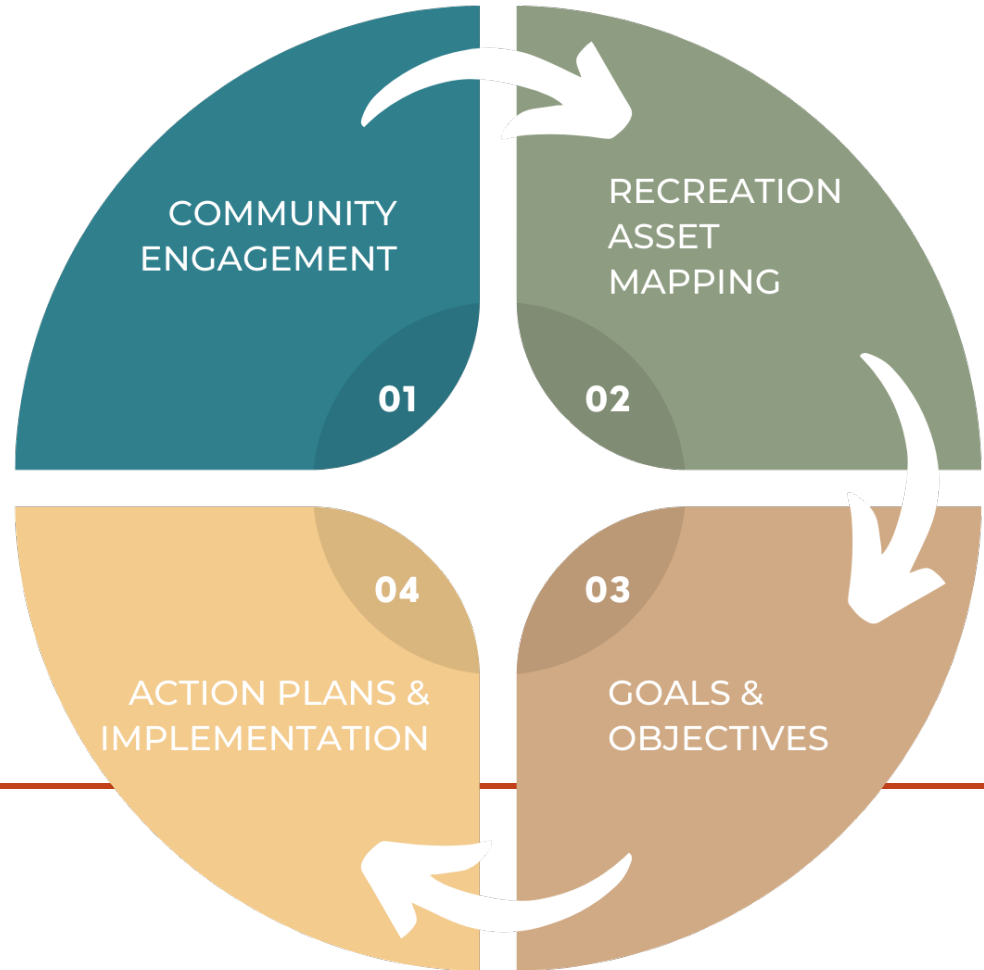 COMMUNITY
ENGAGEMENT
01
RECREATION
ASSET
MAPPING
02
03
GOALS &
OBJECTIVES
04
ACTION PLANS &
IMPLEMENTATION